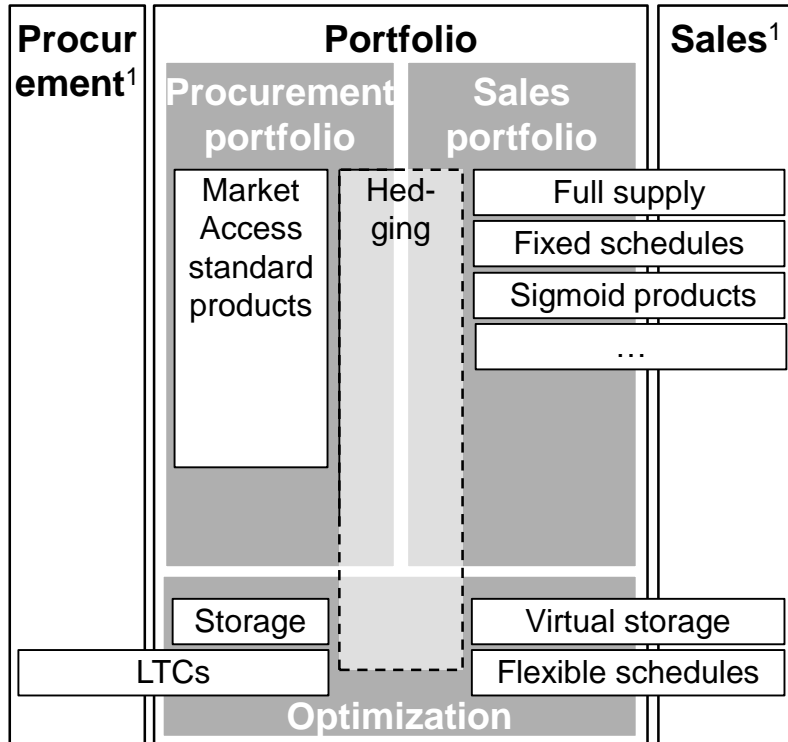 Procur
ement¹
Portfolio
Sales¹
Procurement
portfolio
Sales
portfolio
Market
Access
standard
products
Hed-
ging
Full supply
Fixed schedules
Sigmoid products
…
Storage
Virtual storage
LTCs
Flexible schedules
Optimization